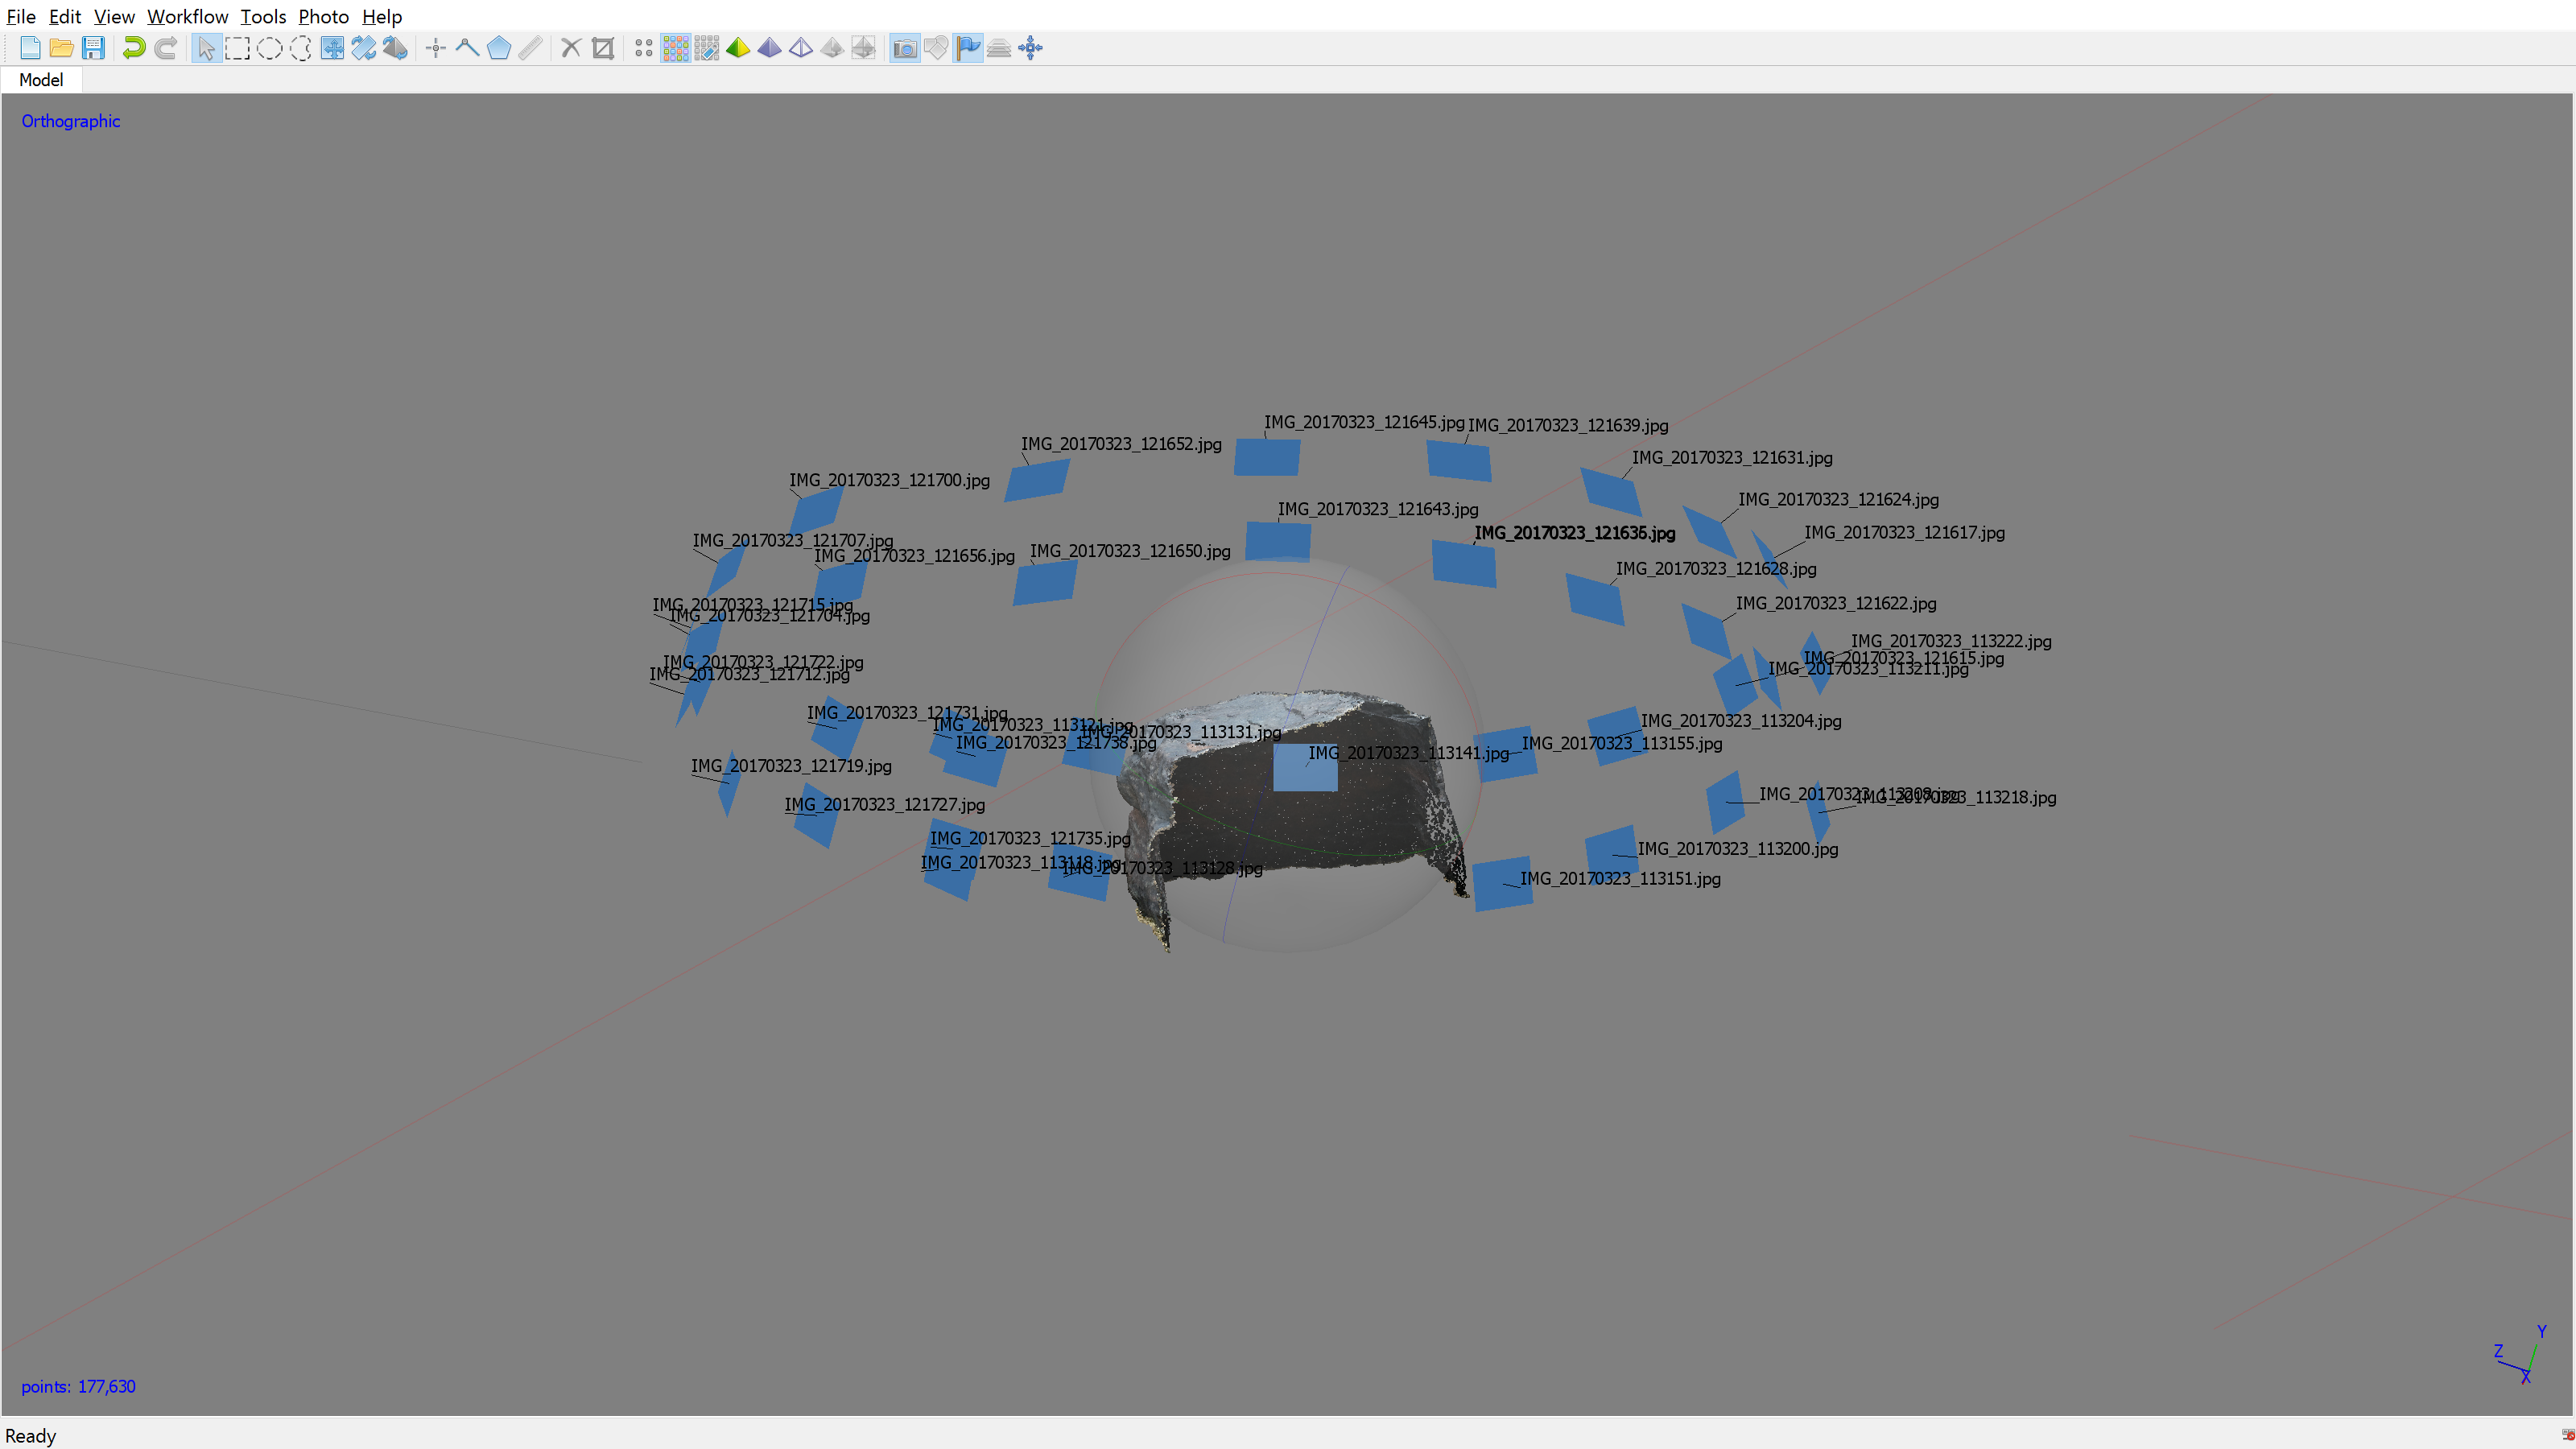 File Edit View Workflow Tools Photo Help
Model
Orthographic
IMG_20170323_121645.jpg
IMG_20170323_121639.jpg
IMG_20170323_121652.jpg
IMG_20170323_121631.jpg
IMG_20170323_121700.jpg
IMG_20170323_121624.jpg
IMG_20170323_121643.jpg
IMG_20170323_121635.jpg
IMG_20170323_121617.jpg
IMG_20170323_121707.jpg
IMG_20170323_121656.jpg
IMG_20170323_121650.jpg
IMG_20170323_121628.jpg
IMG_20170323_121715.jpg
IMG_20170323_121704.jpg
IMG_20170323_121622.jpg
IMG_20170323_113222.jpg
IMG_20170323_121615.jpg
IMG_20170323_113211.jpg
IMG_20170323_121722.jpg
IMG_20170323_121712.jpg
IMG_20170323_121731.jpg
IMG_20170323_113121.jpg
IMG_20170323_113131.jpg
IMG_20170323_121738.jpg
IMG_20170323_113204.jpg
IMG_20170323_113155.jpg
IMG_20170323_113141.jpg
IMG_20170323_121719.jpg
IMG_20170323_113218.jpg
IMG_20170323_121727.jpg
IMG_20170323_121735.jpg
IMG_20170323_113200.jpg
IMG_20170323_113118.jpg
IMG_20170323_113128.jpg
IMG_20170323_113151.jpg
Y
Z
X
points: 177,630
Ready